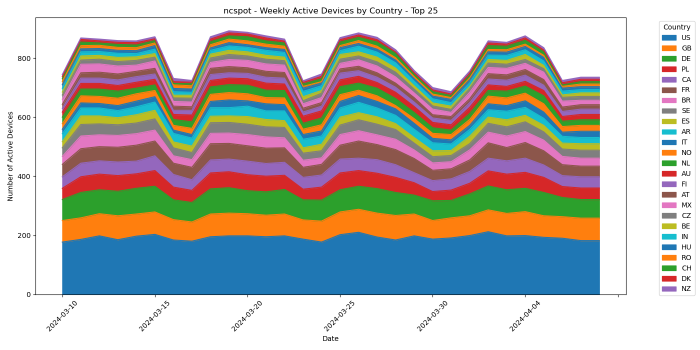 ncspot - Weekly Active Devices by Country - Top 25
Number of Active Devices
800
600
400
200
0
2024-03-10
2024-03-15
2024-03-20
2024-03-25
2024-03-30
2024-04-04
Date
Country
US
GB
DE
PL
CA
FR
BR
SE
ES
AR
IT
NO
NL
AU
FI
AT
MX
CZ
BE
IN
HU
RO
CH
DK
NZ